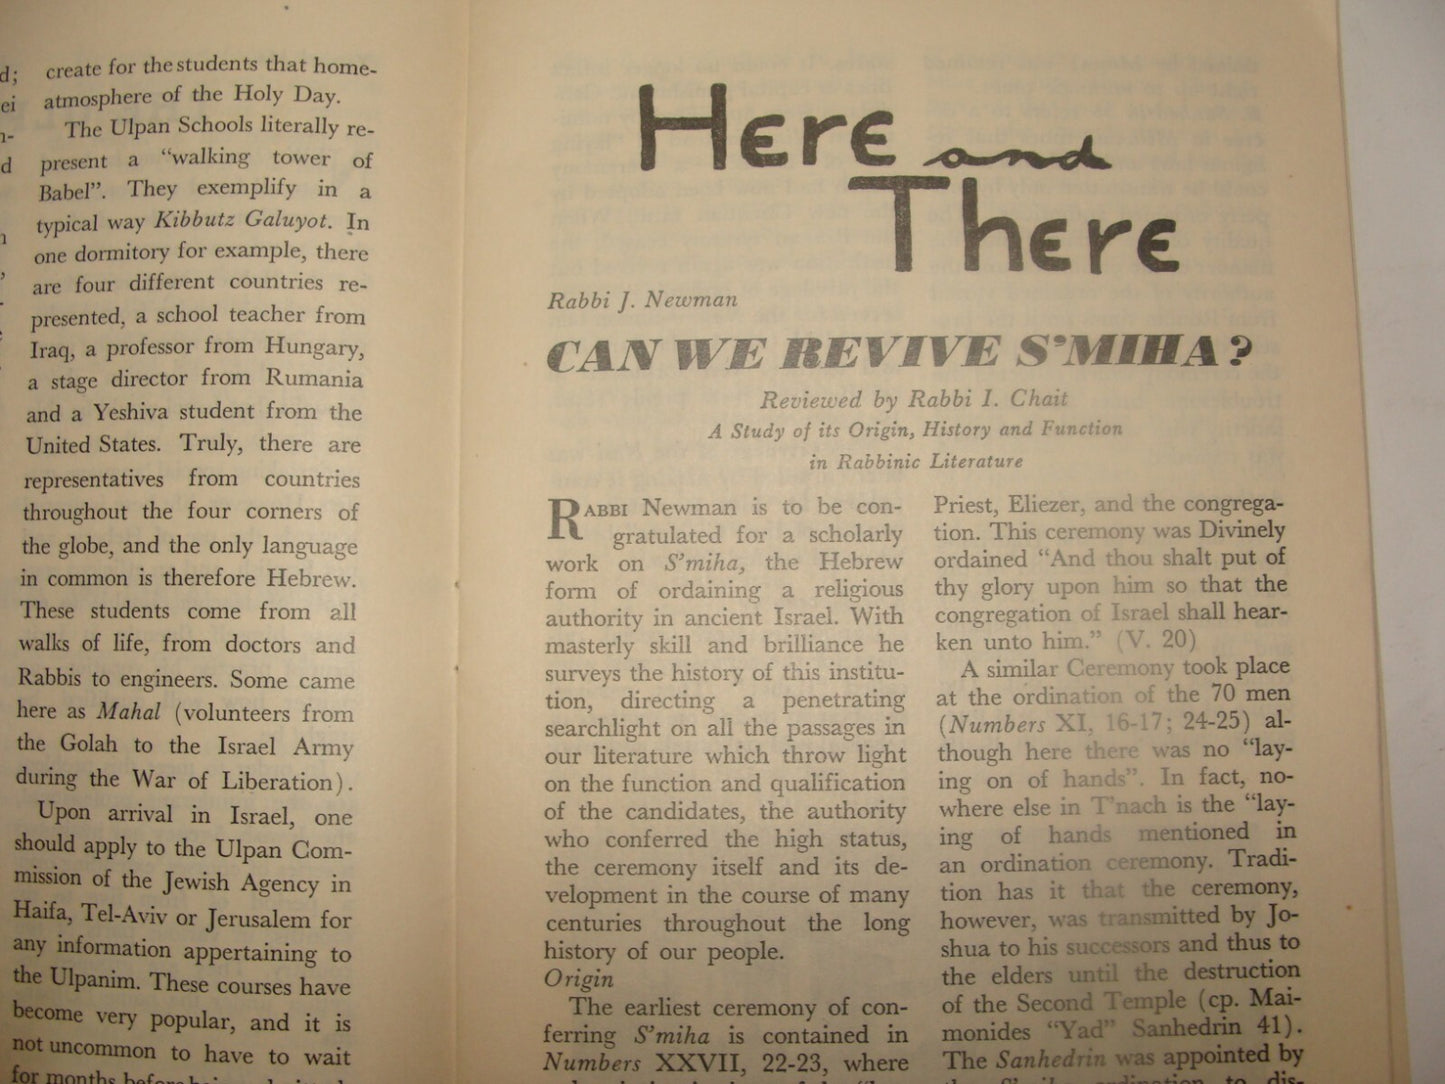 d;
ei
n-
d
create for the students that home-
atmosphere of the Holy Day.
The Ulpan Schools literally re-
present a "walking tower of
Babel". They exemplify in a
typical way Kibbutz Galuyot. In
one dormitory for example, there
are four different countries re-
presented, a school teacher from
Iraq, a professor from Hungary,
a stage director from Rumania
and a Yeshiva student from the
United States. Truly, there are
representatives from countries
throughout the four corners of
the globe, and the only language
in common is therefore Hebrew.
These students come from all
walks of life, from doctors and
Rabbis to engineers. Some came
here as Mahal (volunteers from
the Golah to the Israel Army
during the War of Liberation).
Upon arrival in Israel, one
should apply to the Ulpan Com-
mission of the Jewish Agency in
Haifa, Tel-Aviv or Jerusalem for
any information appertaining to
the Ulpanim. These courses have
become very popular, and it is
not uncommon to have to wait
for months before
Here and
There
Rabbi J. Newman
CAN WE REVIVE S'MIHA?
Reviewed by Rabbi I. Chait
A Study of its Origin, History and Function
in Rabbinic Literature
RABBI Newman is to be con-
gratulated for a scholarly
work on S'miha, the Hebrew
form of ordaining a religious
authority in ancient Israel. With
masterly skill and brilliance he
surveys the history of this institu-
tion, directing a penetrating
searchlight on all the passages in
our literature which throw light
on the function and qualification
of the candidates, the authority
who conferred the high status,
the ceremony itself and its de-
velopment in the course of many
centuries throughout the long
history of our people.
Origin
The earliest ceremony of con-
ferring S'miha is contained in
Numbers XXVII, 22-23, where
Priest, Eliezer, and the congrega-
tion. This ceremony was Divinely
ordained "And thou shalt put of
thy glory upon him so that the
congregation of Israel shall hear-
ken unto him." (V. 20)
A similar Ceremony took place
at the ordination of the 70 men
(Numbers XI, 16-17; 24-25) al-
though here there was no "lay-
ing on of hands". In fact, no-
where else in T'nach is the "lay-
ing of hands mentioned in
an ordination ceremony. Tradi-
tion has it that the ceremony,
however, was transmitted by Jo-
shua to his successors and thus to
the elders until the destruction
of the Second Temple (cp. Mai-
monides "Yad" Sanhedrin 41).
The Sanhedrin was appointed by
the S'miha ordination to dis-